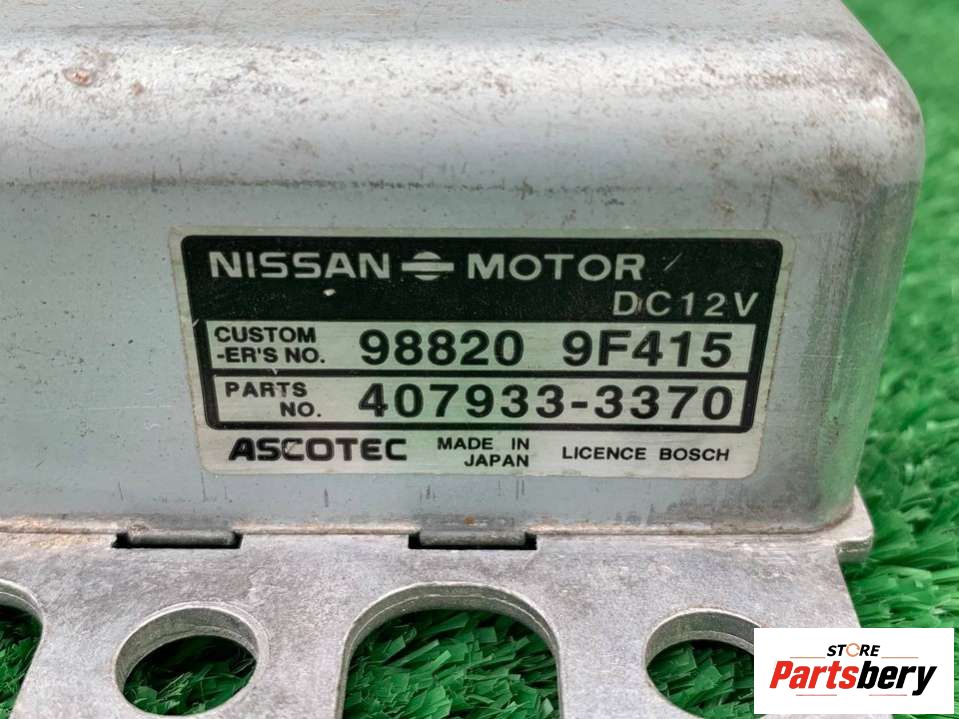 NISSAN MOTOR
DC12V
CUSTOM
-ER'S NO. 98820 9F415
PARTS
NO. 407933-3370
ASCOTEC MADE IN
JAPAN LICENCE BOSCH
STORE
Partsbery